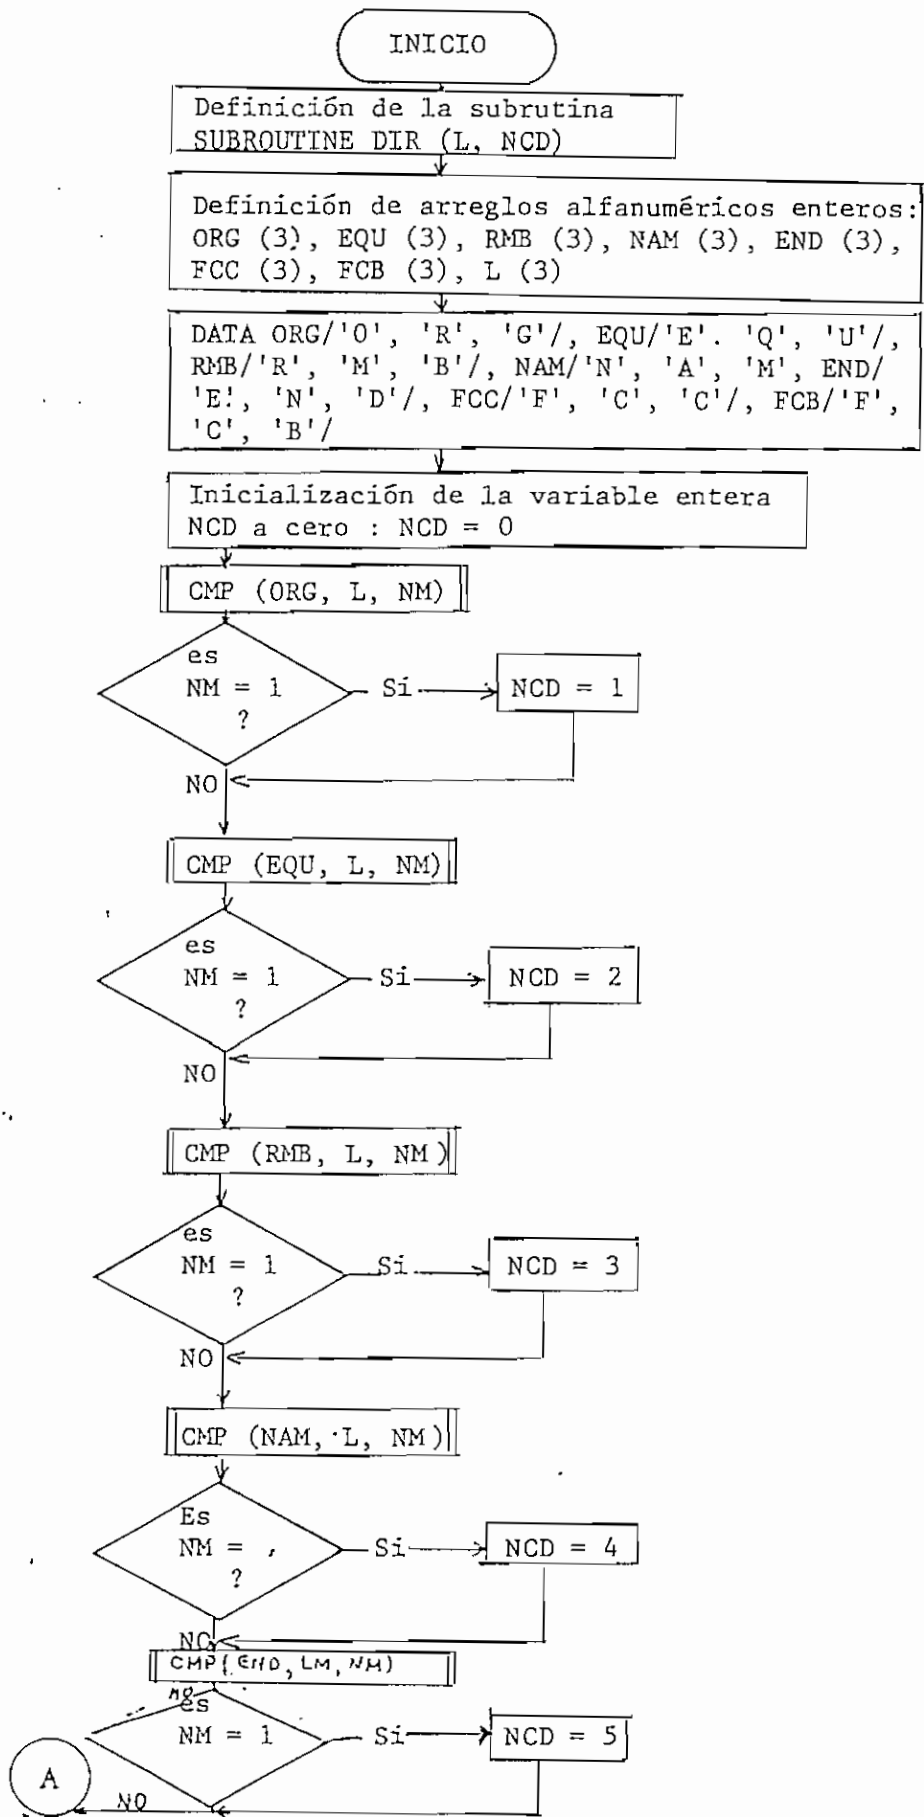 INICIO
Definición de la subrutina
SUBROUTINE DIR (L, NCD)
Definición de arreglos alfanuméricos enteros:
ORG (3), EQU (3), RMB (3), NAM (3), END (3),
FCC (3), FCB (3), L (3)
DATA ORG/'O', 'R', 'G'/, EQU/'E'. 'Q', 'U'/,
RMB/'R', 'M', 'B'/, NAM/'N', 'A', 'M', END/
'E', 'N', 'D'/, FCC/'F', 'C', 'C'/, FCB/'F',
'C', 'B'/
Inicialización de la variable entera
NCD a cero : NCD = 0
CMP (ORG, L, NM)
es
NM = 1
?
Sí
NCD = 1
NO
CMP (EQU, L, NM)
es
NM = 1
?
Si
NCD = 2
NO
CMP (RMB, L, NM)
es
NM = 1
?
Si
NCD = 3
NO
CMP (NAM, L, NM)
Es
NM =
?
Si
NCD = 4
NO
CMP (END, LM, NM)
es
NM = 1
Sí
NCD = 5
A
NO